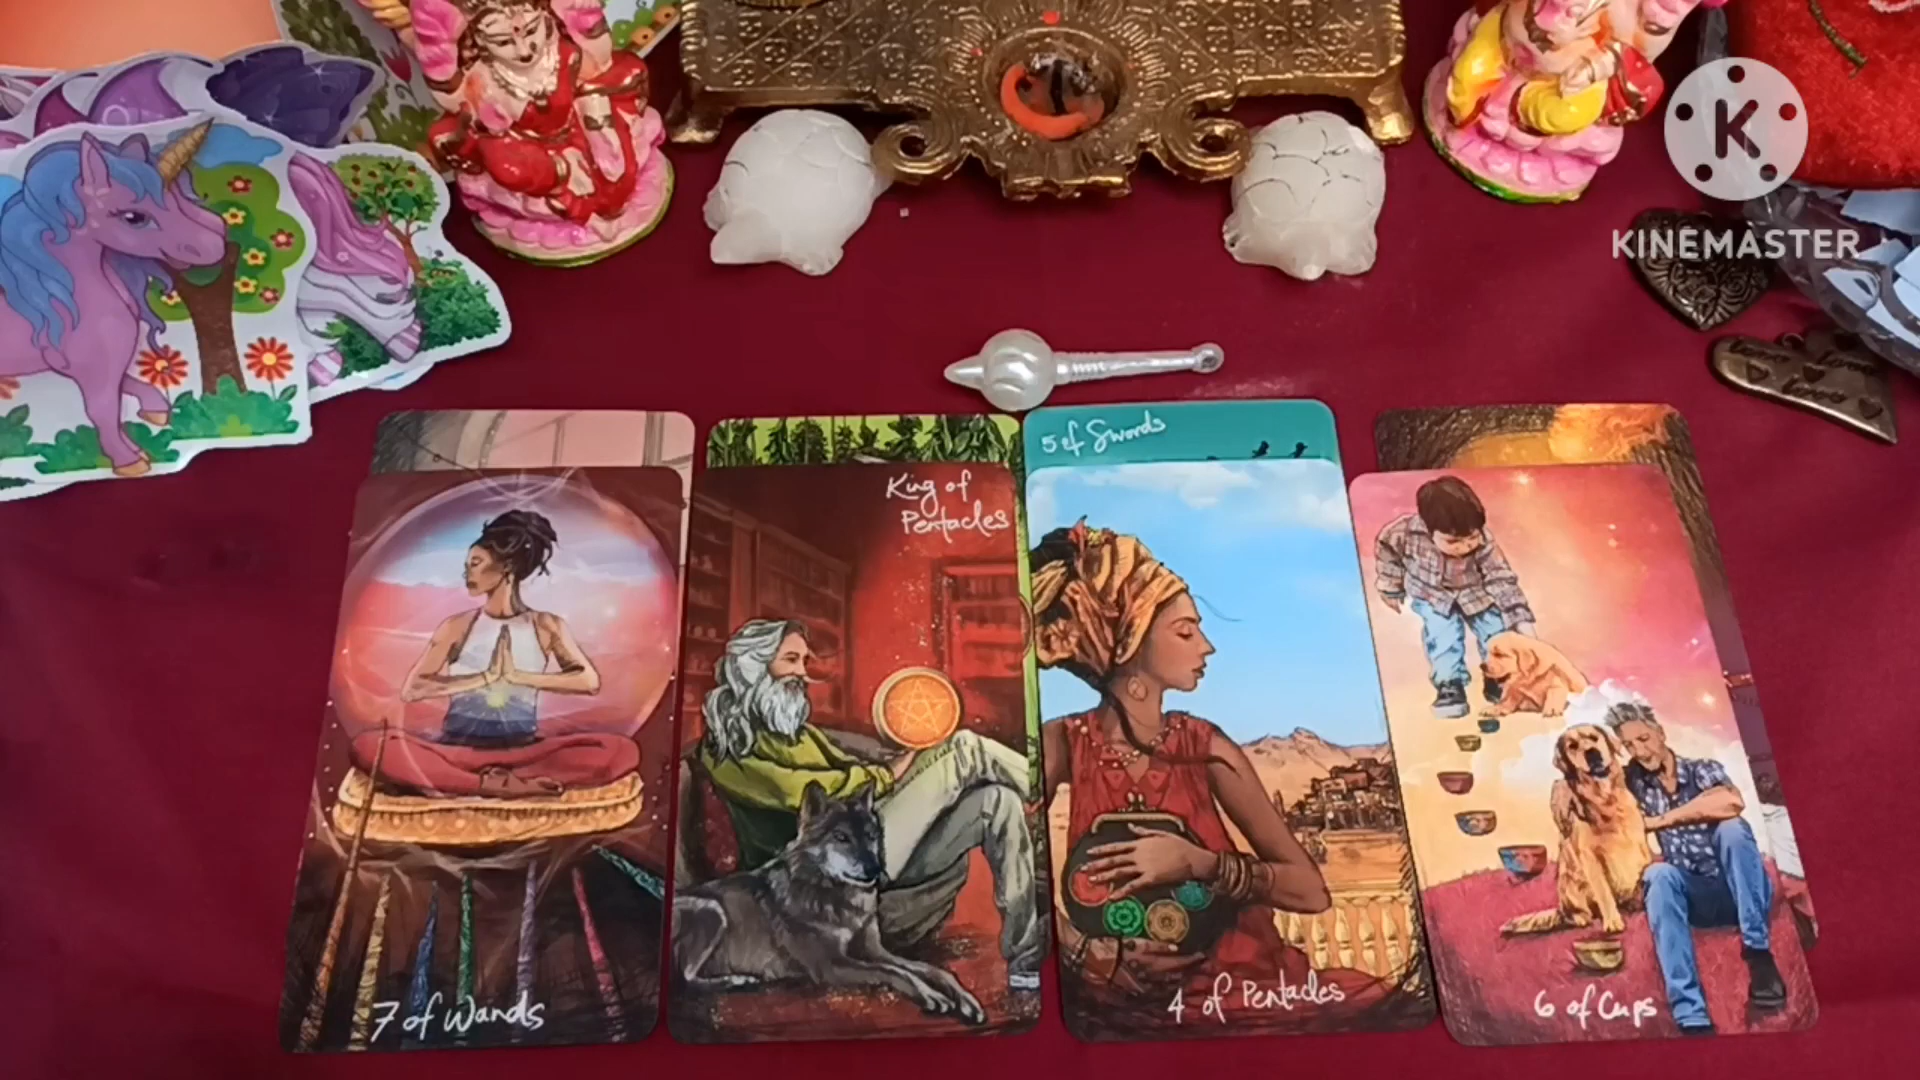 K
KINEMASTER
5 of Swords
King of
Pentacles
7 of Wands
4 of Pentacles
6 of Cups